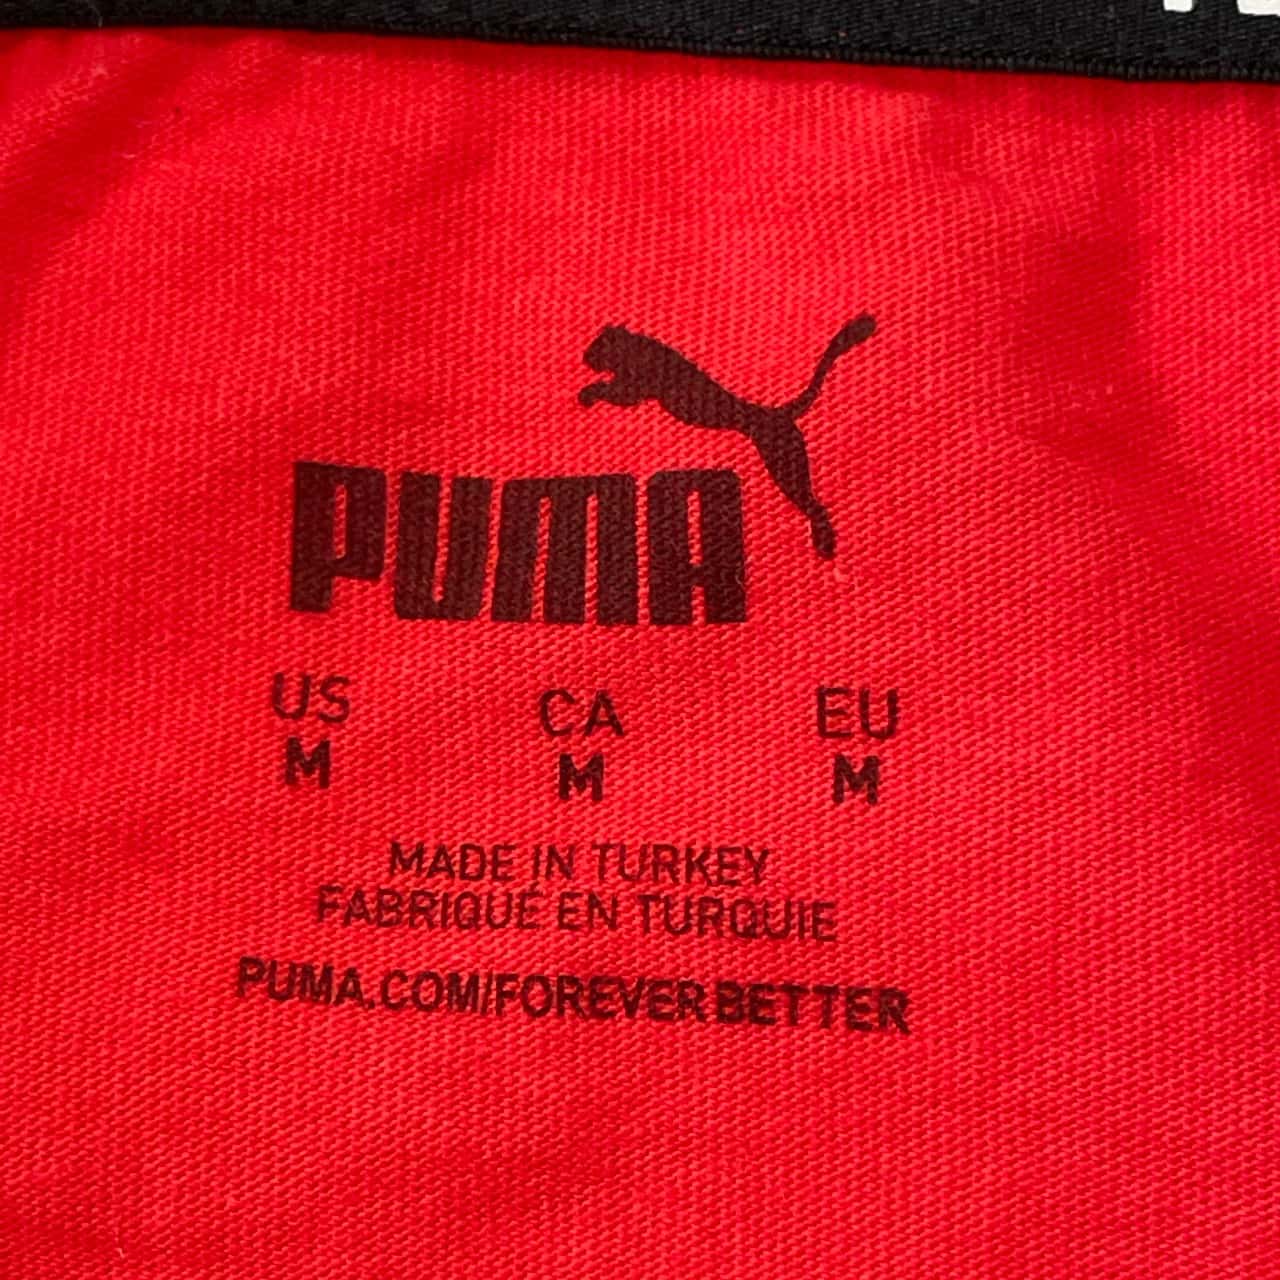 PUMA
US CA EU
M M M
MADE IN TURKEY
FABRIQUÉ EN TURQUIE
PUMA.COM/FOREVERBETTER